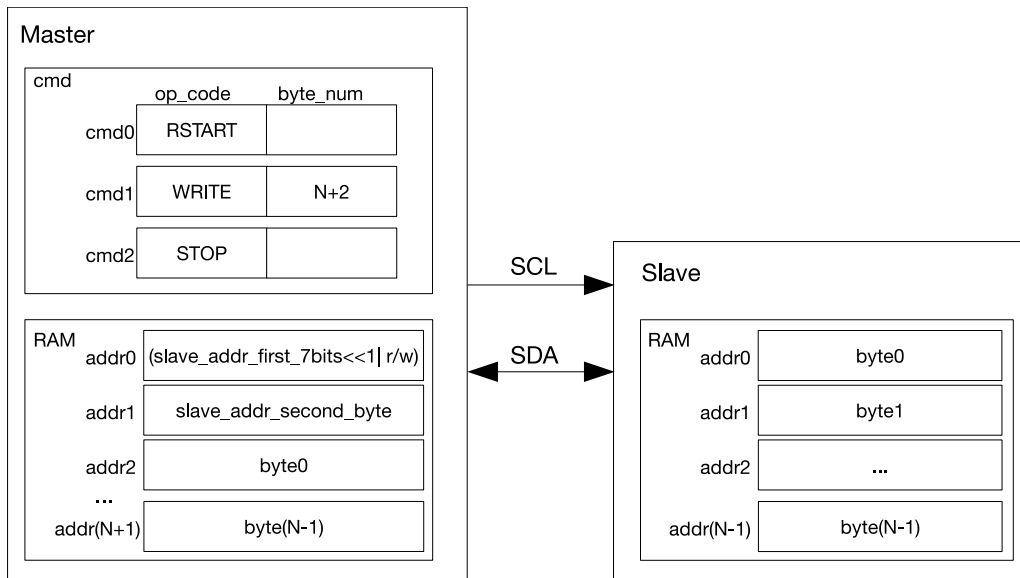 Master
cmd
op_code byte_num
cmd0 RSTART
cmd1 WRITE N+2
cmd2 STOP
RAM
addr0 (slave_addr_first_7bits<<1| r/w)
addr1 slave_addr_second_byte
addr2 byte0
...
addr(N+1) byte(N-1)
SCL
SDA
Slave
RAM
addr0 byte0
addr1 byte1
addr2 ...
addr(N-1) byte(N-1)